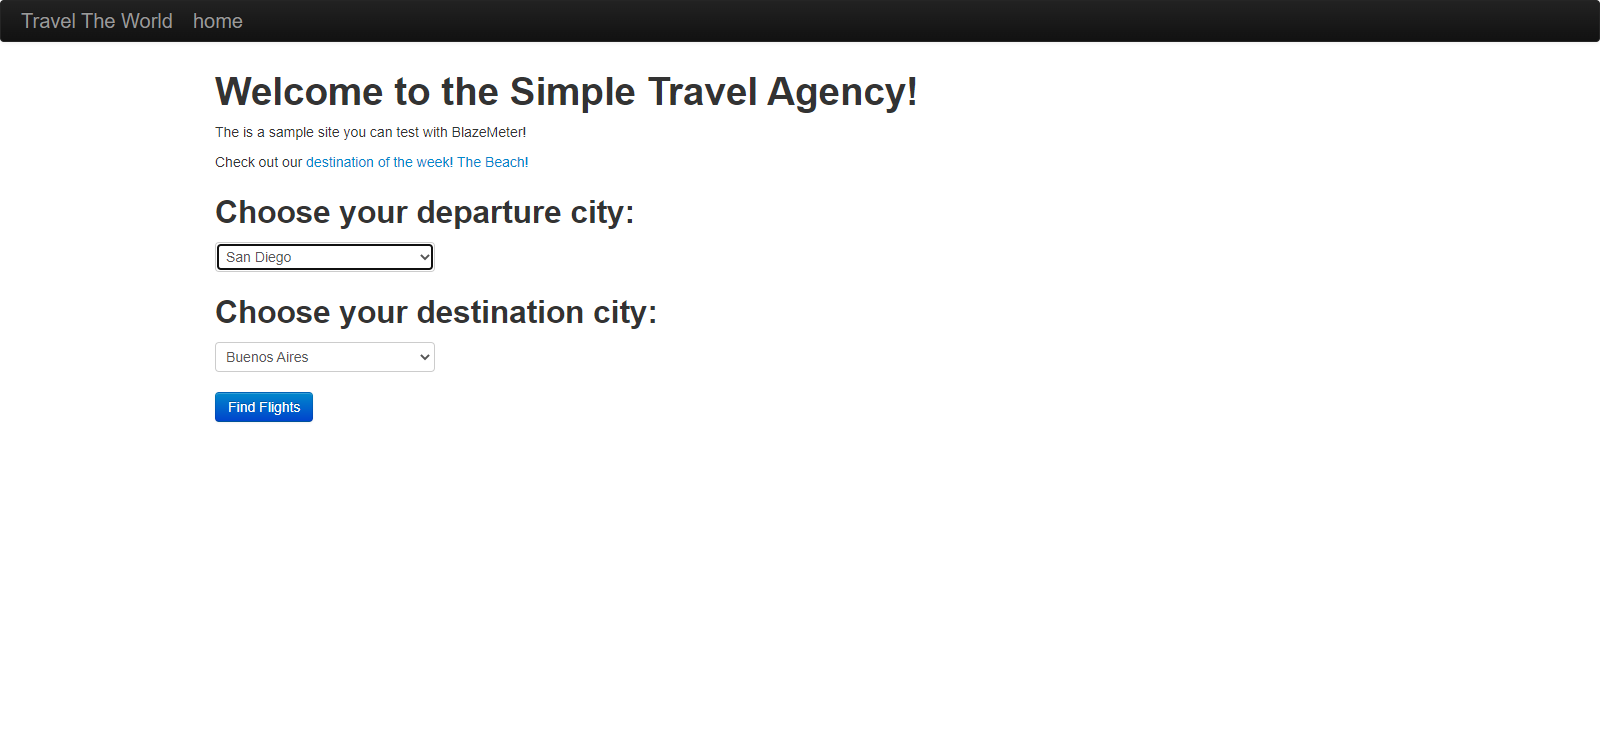 Travel The World home
Welcome to the Simple Travel Agency!
The is a sample site you can test with BlazeMeter!
Check out our destination of the week! The Beach!
Choose your departure city:
San Diego
Choose your destination city:
Buenos Aires
Find Flights